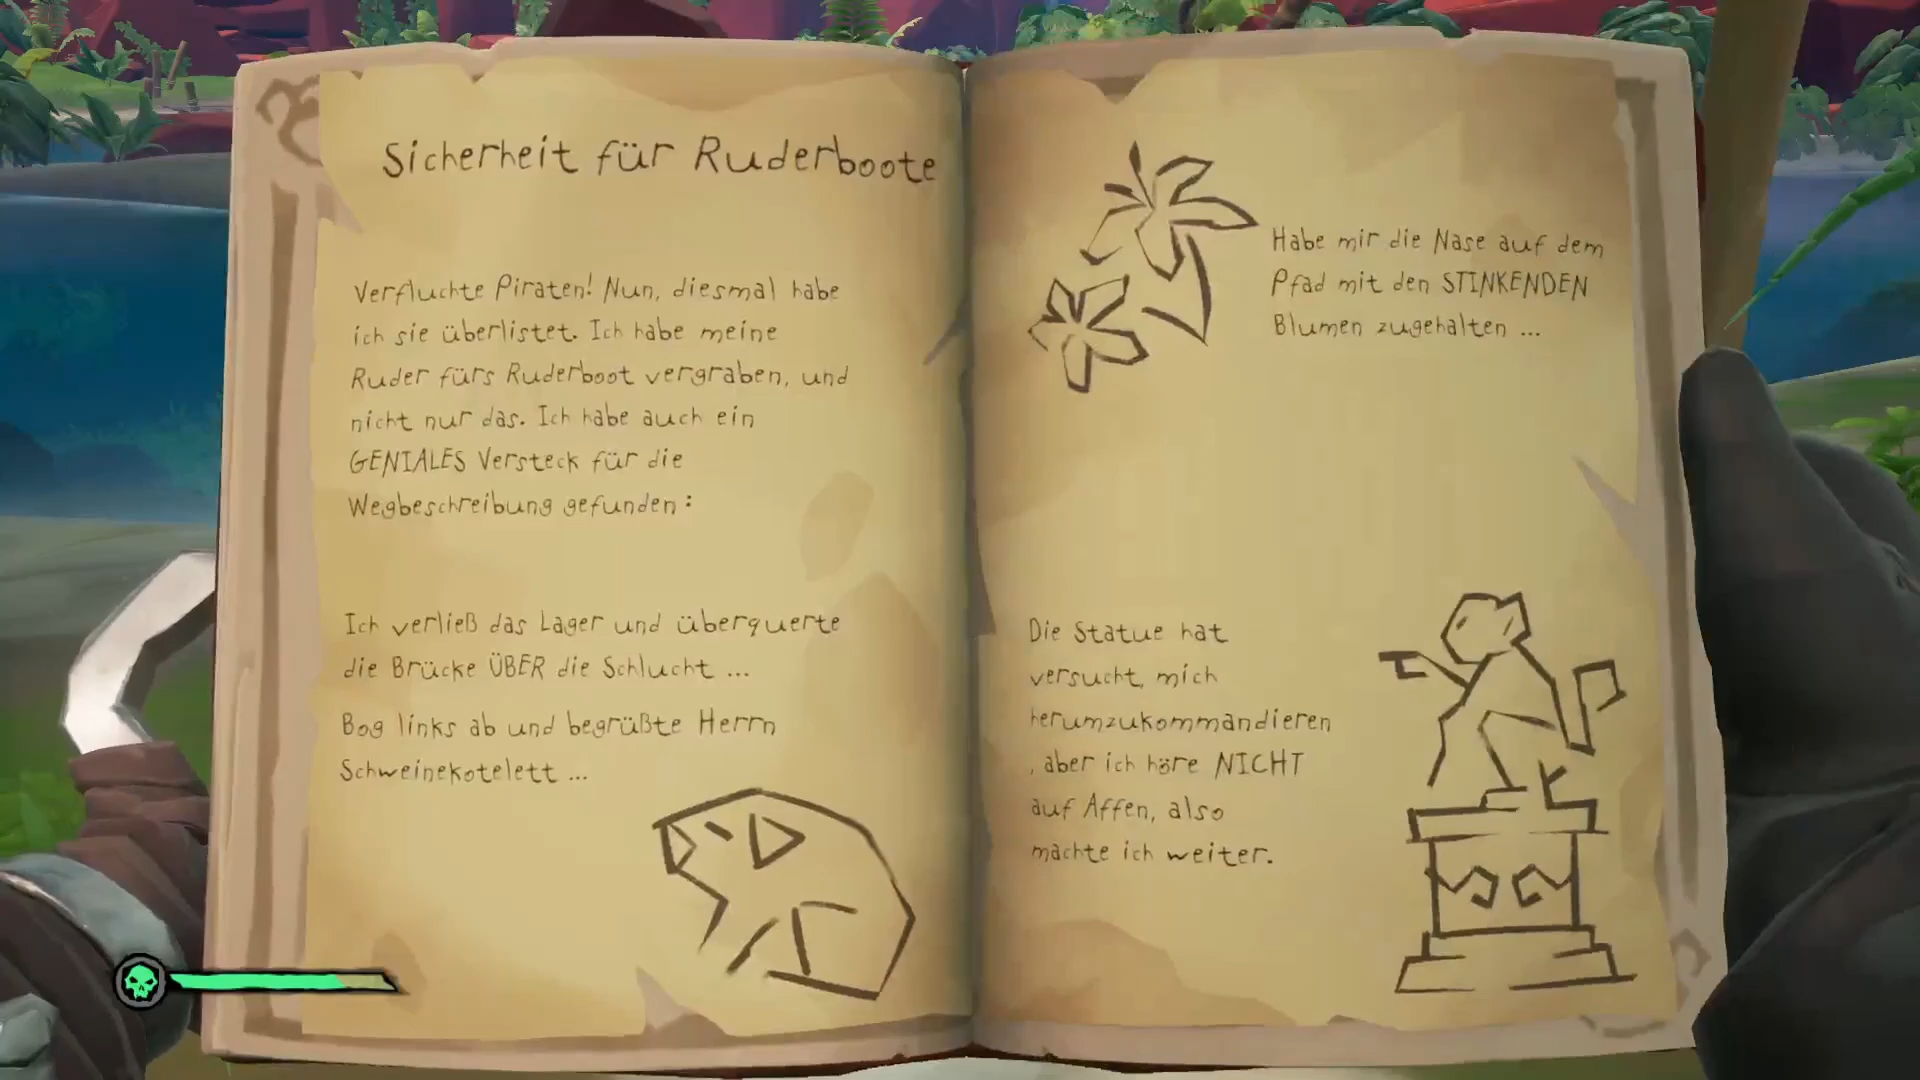 Sicherheit für Ruderboote
Verfluchte Piraten! Nun, diesmal habe
ich sie überlistet. Ich habe meine
Ruder fürs Ruderboot vergraben, und
nicht nur das. Ich habe auch ein
GENIALES Versteck für die
Wegbeschreibung gefunden:
Ich verließ das Lager und überquerte
die Brücke ÜBER die Schlucht ...
Bog links ab und begrüßte Herrn
Schweinekotelett ...
Habe mir die Nase auf dem
Pfad mit den STINKENDEN
Blumen zugehalten ...
Die Statue hat
versucht, mich
herumzukommandieren
, aber ich höre NICHT
auf Affen, also
machte ich weiter.